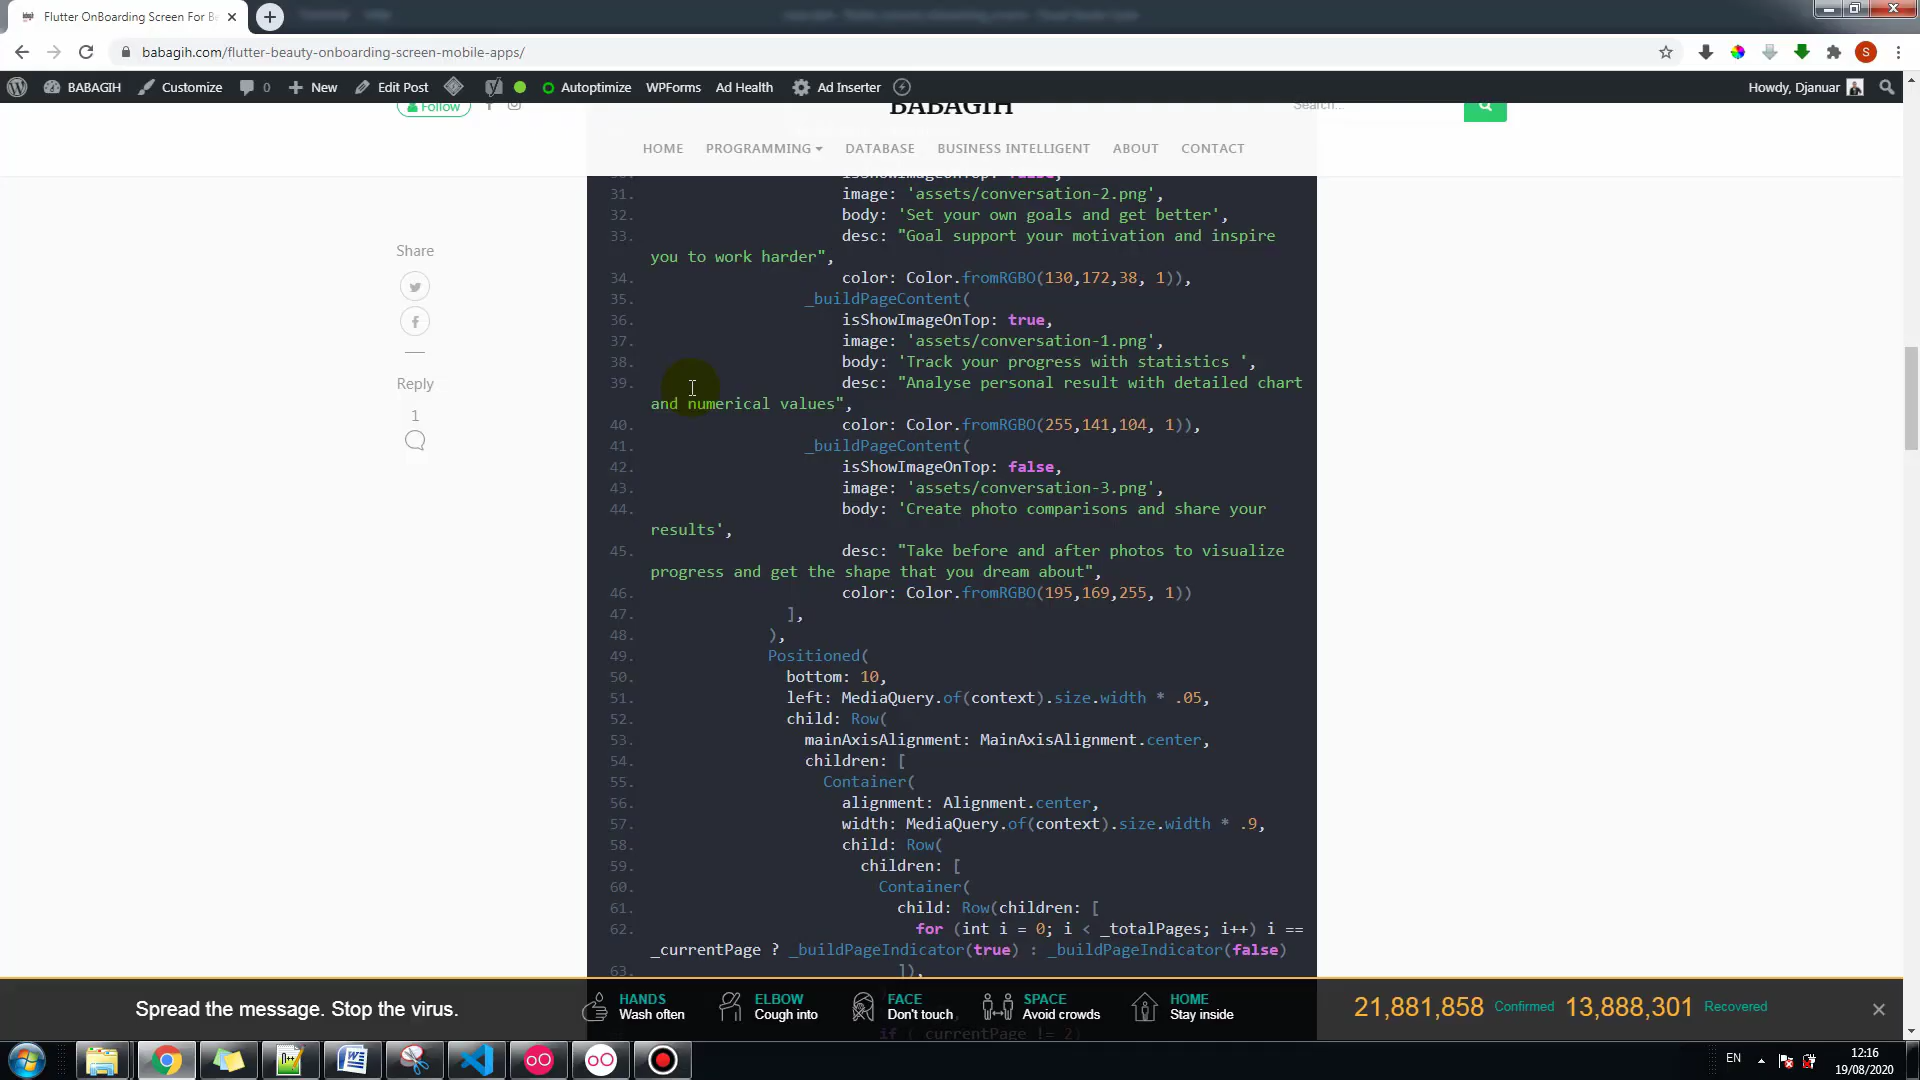 Flutter OnBoarding Screen For Be
babagih.com/flutter-beauty-onboarding-screen-mobile-apps/
BABAGIH Customize 0 New Edit Post Autoptimize WPForms Ad Health Ad Inserter Howdy, Djanuar
Follow BABAGIH Search...
HOME PROGRAMMING DATABASE BUSINESS INTELLIGENT ABOUT CONTACT
Share
Reply
1
30. isShowImageOnTop: false,
31. image: 'assets/conversation-2.png',
32. body: 'Set your own goals and get better',
33. desc: "Goal support your motivation and inspire
you to work harder",
34. color: Color.fromRGBO(130,172,38, 1)),
35. _buildPageContent(
36. isShowImageOnTop: true,
37. image: 'assets/conversation-1.png',
38. body: 'Track your progress with statistics ',
39. desc: "Analyse personal result with detailed chart
and numerical values",
40. color: Color.fromRGBO(255,141,104, 1)),
41. _buildPageContent(
42. isShowImageOnTop: false,
43. image: 'assets/conversation-3.png',
44. body: 'Create photo comparisons and share your
results',
45. desc: "Take before and after photos to visualize
progress and get the shape that you dream about",
46. color: Color.fromRGBO(195,169,255, 1))
47. ],
48. ),
49. Positioned(
50. bottom: 10,
51. left: MediaQuery.of(context).size.width * .05,
52. child: Row(
53. mainAxisAlignment: MainAxisAlignment.center,
54. children: [
55. Container(
56. alignment: Alignment.center,
57. width: MediaQuery.of(context).size.width * .9,
58. child: Row(
59. children: [
60. Container(
61. child: Row(children: [
62. for (int i = 0; i < _totalPages; i++) i ==
_currentPage ? _buildPageIndicator(true) : _buildPageIndicator(false)
63. ]),
if (_currentPage != 2)
Spread the message. Stop the virus.
HANDS
Wash often
ELBOW
Cough into
FACE
Don't touch
SPACE
Avoid crowds
HOME
Stay inside
21,881,858 Confirmed 13,888,301 Recovered
EN
12:16
19/08/2020